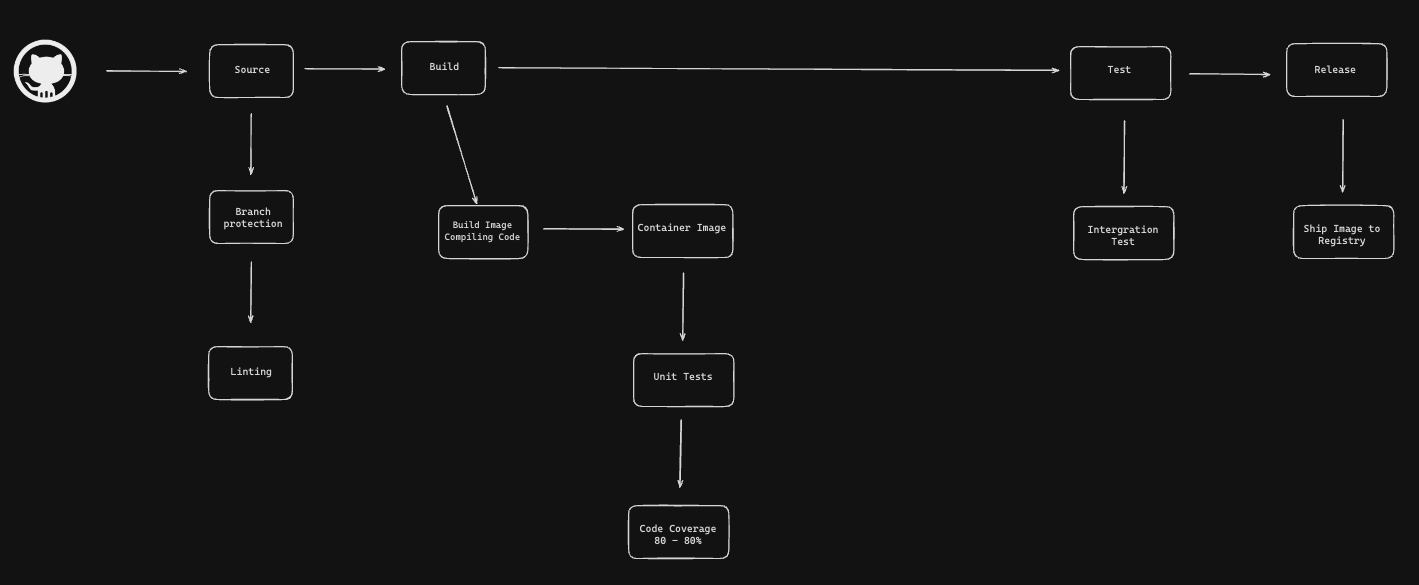 Source
Build
Test
Release
Branch
protection
Build Image
Compiling Code
Container Image
Intergration
Test
Ship Image to
Registry
Linting
Unit Tests
Code Coverage
80 - 80%